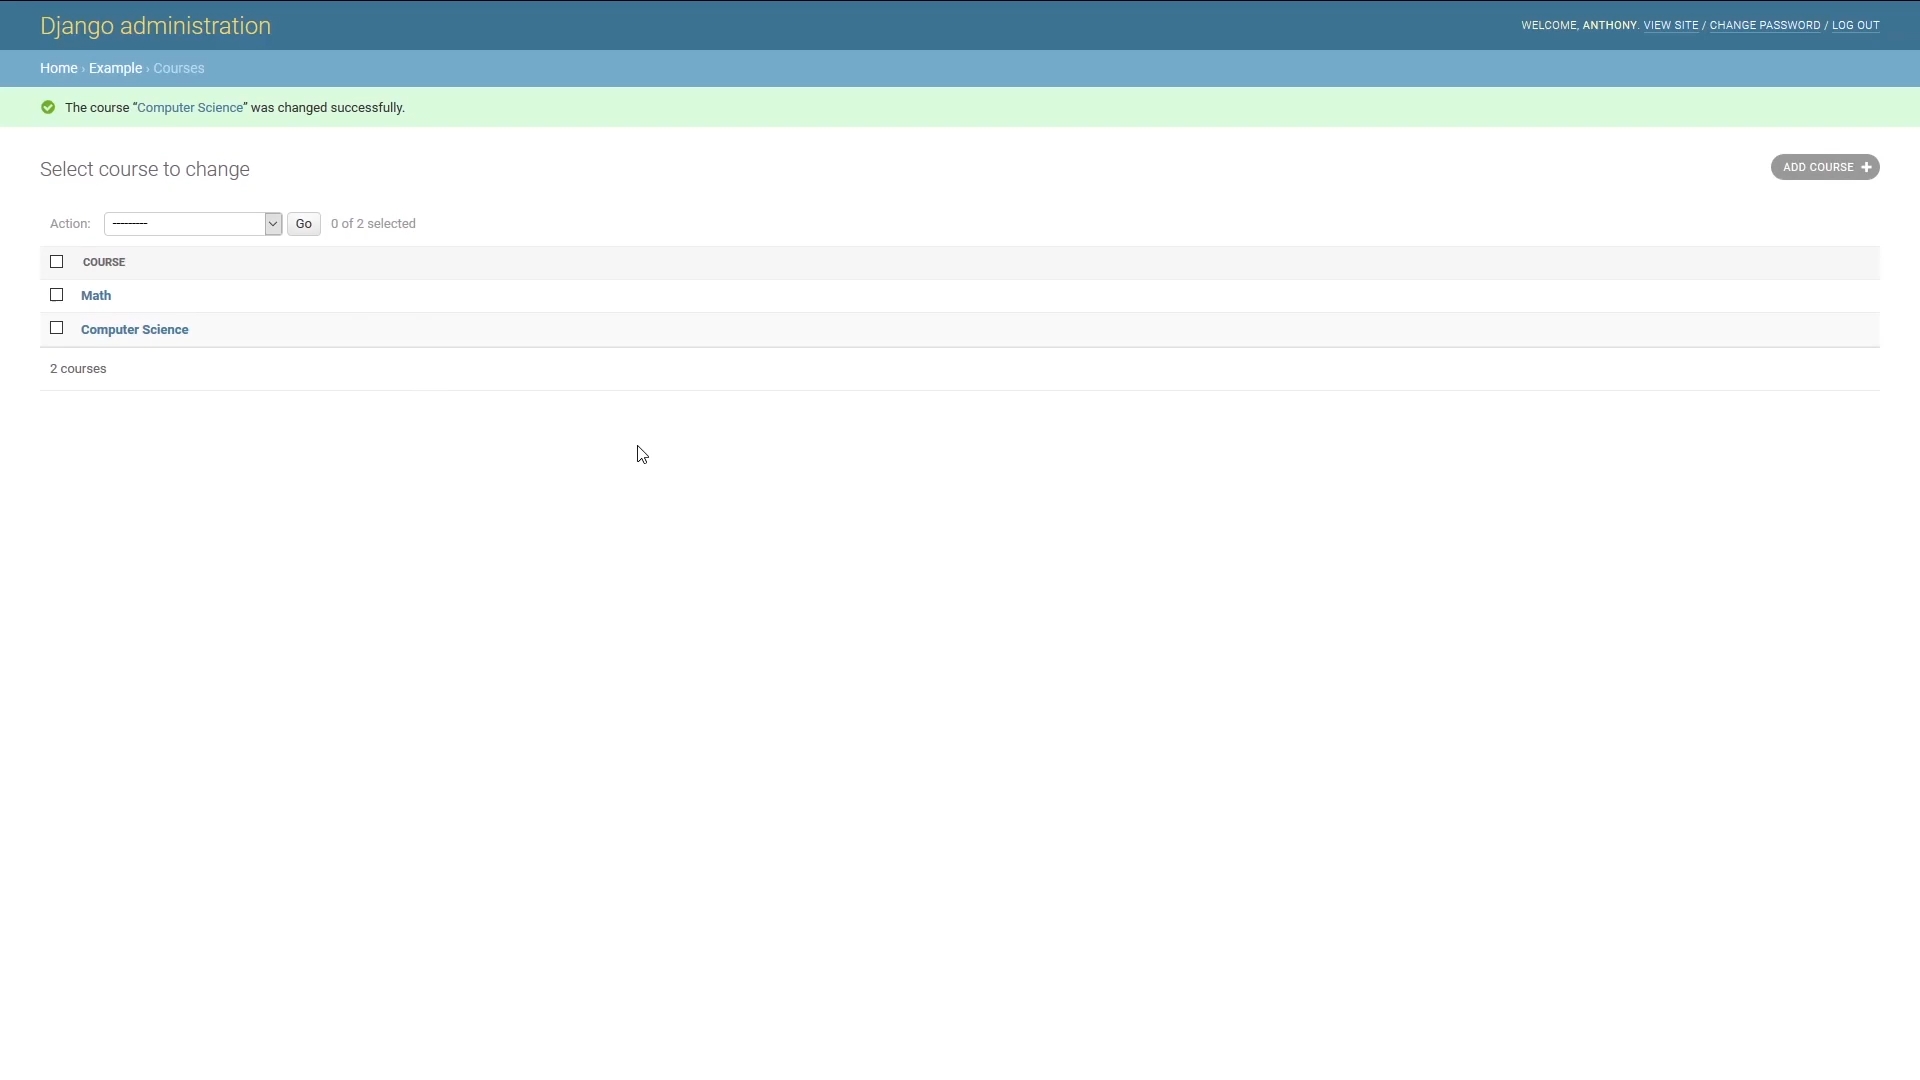 Django administration
WELCOME, ANTHONY. VIEW SITE / CHANGE PASSWORD / LOG OUT
Home › Example › Courses
The course “Computer Science” was changed successfully.
Select course to change
ADD COURSE +
Action: --------- Go 0 of 2 selected
COURSE
Math
Computer Science
2 courses